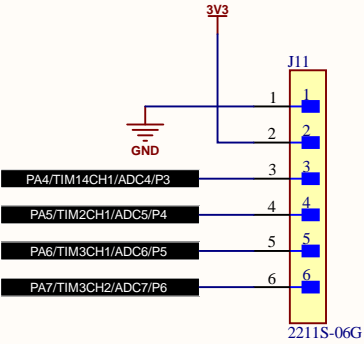 3V3
J11
1 1
GND
2 2
PA4/TIM14CH1/ADC4/P3 3 3
PA5/TIM2CH1/ADC5/P4 4 4
PA6/TIM3CH1/ADC6/P5 5 5
PA7/TIM3CH2/ADC7/P6 6 6
2211S-06G